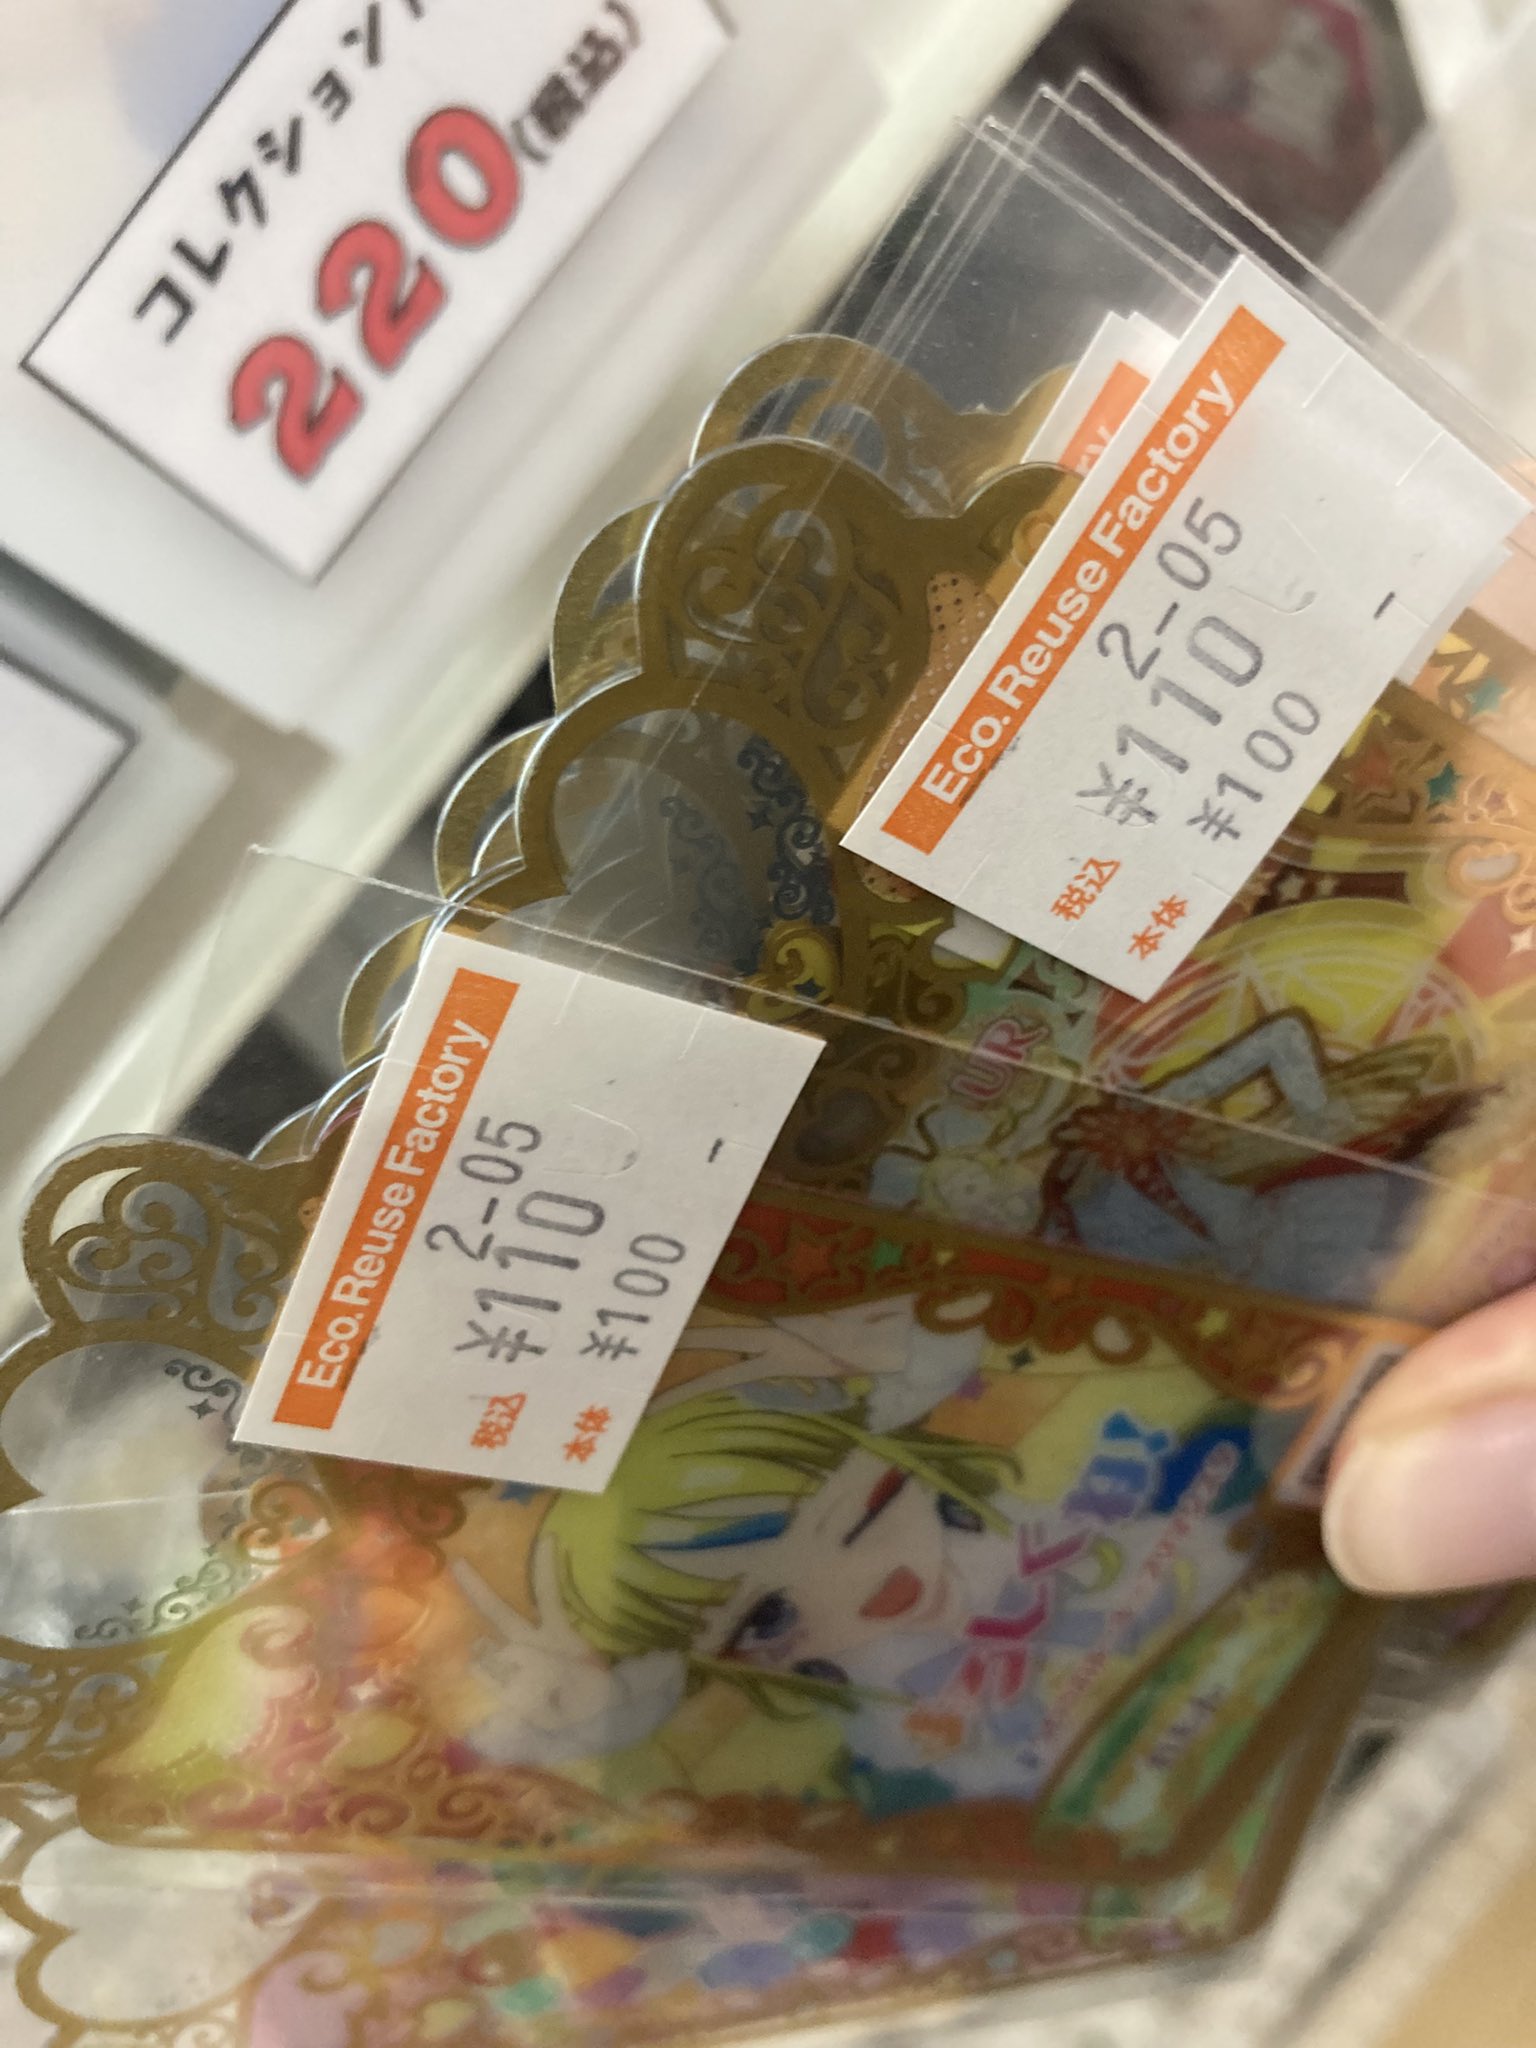 コレクション
220(税込)
Eco. Reuse Factory
2-05
税込 ¥110
本体 ¥100
-
Eco. Reuse Factory
2-05
税込 ¥110
本体 ¥100
-
ry
UR